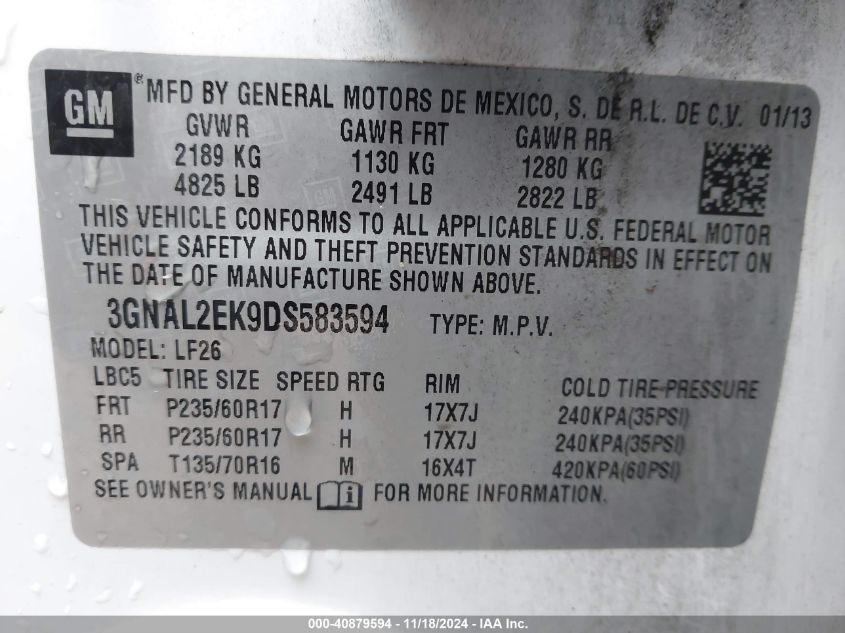 GM ® MFD BY GENERAL MOTORS DE MEXICO, S. DE R.L. DE C.V. 01/13
GVWR GAWR FRT GAWR RR
2189 KG 1130 KG 1280 KG
4825 LB 2491 LB 2822 LB
THIS VEHICLE CONFORMS TO ALL APPLICABLE U.S. FEDERAL MOTOR
VEHICLE SAFETY AND THEFT PREVENTION STANDARDS IN EFFECT ON
THE DATE OF MANUFACTURE SHOWN ABOVE.
3GNAL2EK9DS583594 TYPE: M.P.V.
MODEL: LF26
LBC5 TIRE SIZE SPEED RTG RIM COLD TIRE PRESSURE
FRT P235/60R17 H 17X7J 240KPA(35PSI)
RR P235/60R17 H 17X7J 240KPA(35PSI)
SPA T135/70R16 M 16X4T 420KPA(60PSI)
SEE OWNER'S MANUAL i FOR MORE INFORMATION.
000-40879594 - 11/18/2024 - IAA Inc.